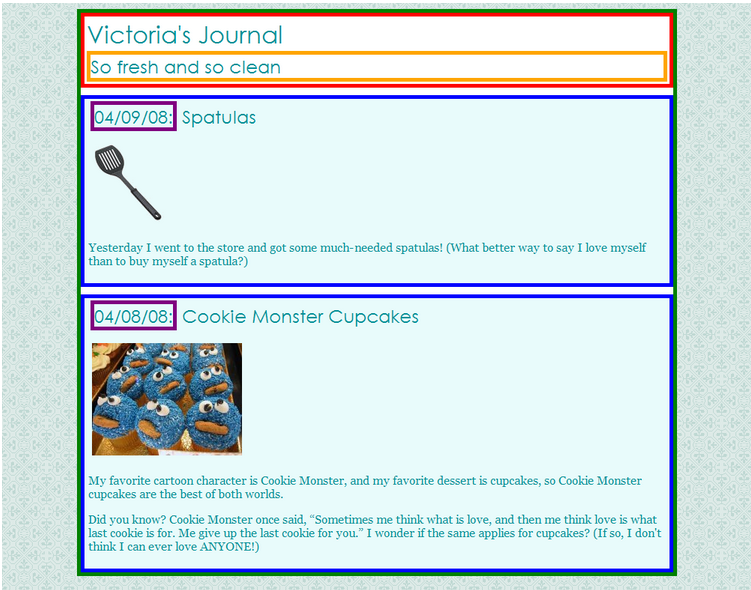 Victoria's Journal
So fresh and so clean
04/09/08: Spatulas
Yesterday I went to the store and got some much-needed spatulas! (What better way to say I love myself
than to buy myself a spatula?)
04/08/08: Cookie Monster Cupcakes
My favorite cartoon character is Cookie Monster, and my favorite dessert is cupcakes, so Cookie Monster
cupcakes are the best of both worlds.
Did you know? Cookie Monster once said, “Sometimes me think what is love, and then me think love is what
last cookie is for. Me give up the last cookie for you.” I wonder if the same applies for cupcakes? (If so, I don't
think I can ever love ANYONE!)